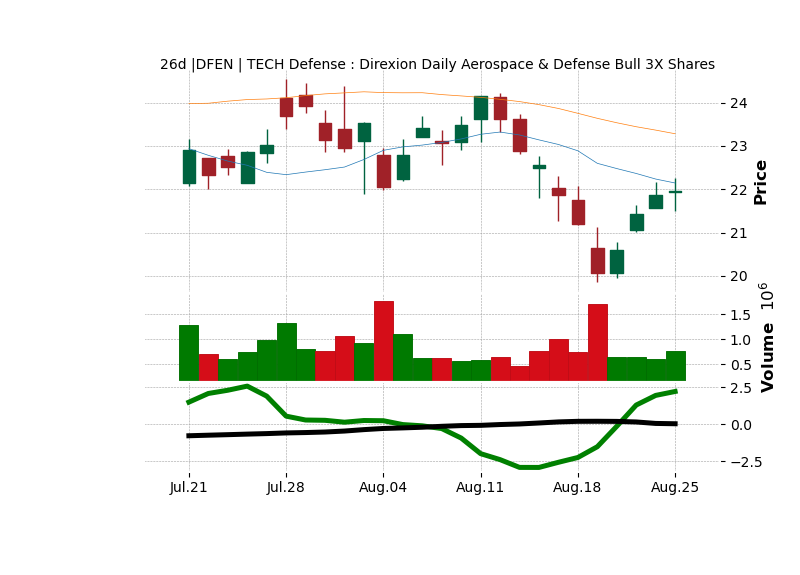 26d |DFEN | TECH Defense : Direxion Daily Aerospace & Defense Bull 3X Shares
24
23
22
21
20
Price
1.5
1.0
0.5
Volume 10^6
2.5
0.0
−2.5
Jul.21 Jul.28 Aug.04 Aug.11 Aug.18 Aug.25